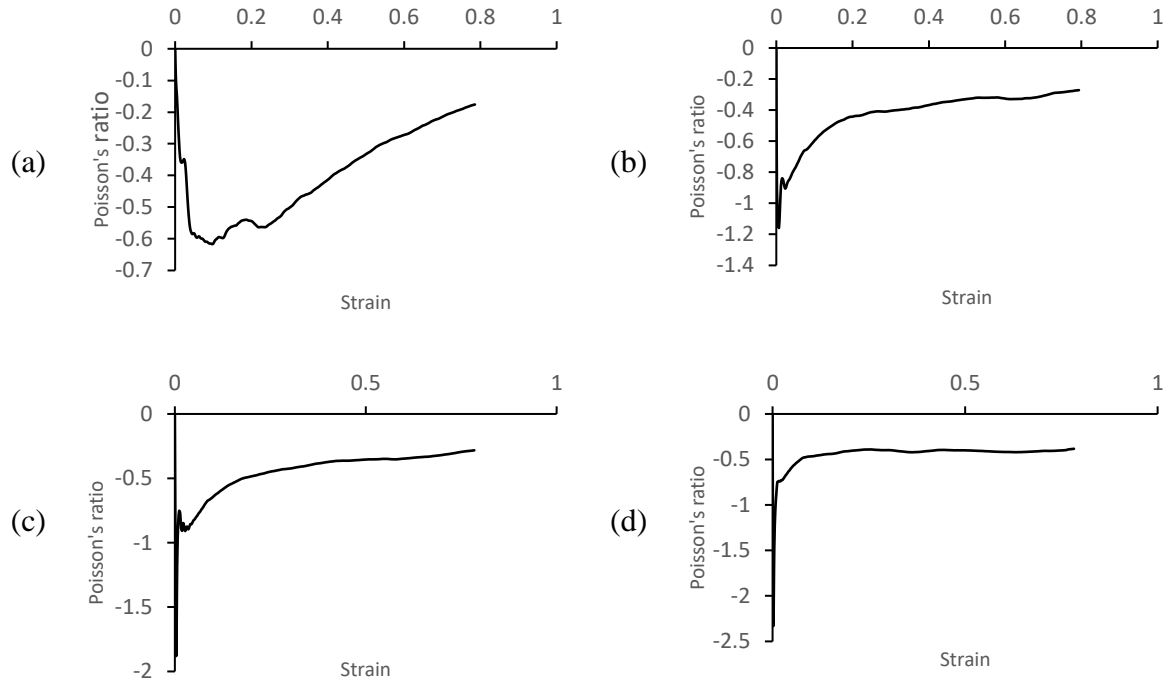 0 0.2 0.4 0.6 0.8 1
0
-0.1
-0.2
-0.3
-0.4
-0.5
-0.6
-0.7
Poisson's ratio
Strain
(a)
0 0.2 0.4 0.6 0.8 1
0
-0.2
-0.4
-0.6
-0.8
-1
-1.2
-1.4
Poisson's ratio
Strain
(b)
0 0.5 1
0
-0.5
-1
-1.5
-2
Poisson's ratio
Strain
(c)
0 0.5 1
0
-0.5
-1
-1.5
-2
-2.5
Poisson's ratio
Strain
(d)